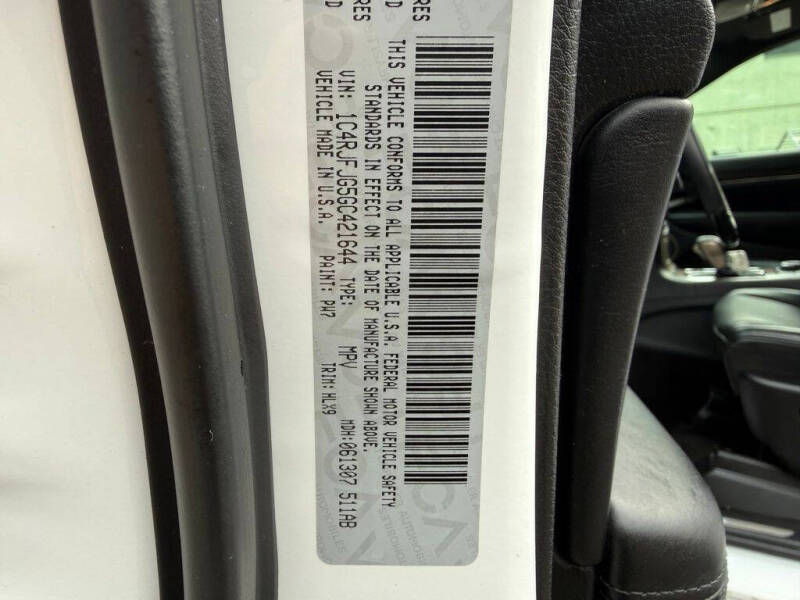 RES
D
THIS VEHICLE CONFORMS TO ALL APPLICABLE U.S.A. FEDERAL MOTOR VEHICLE SAFETY
STANDARDS IN EFFECT ON THE DATE OF MANUFACTURE SHOWN ABOVE.
VIN: 1C4RJFJG5GC421644 TYPE: MPV MDH:061307 511AB
VEHICLE MADE IN U.S.A. PAINT: PW7 TRIM:HLX9